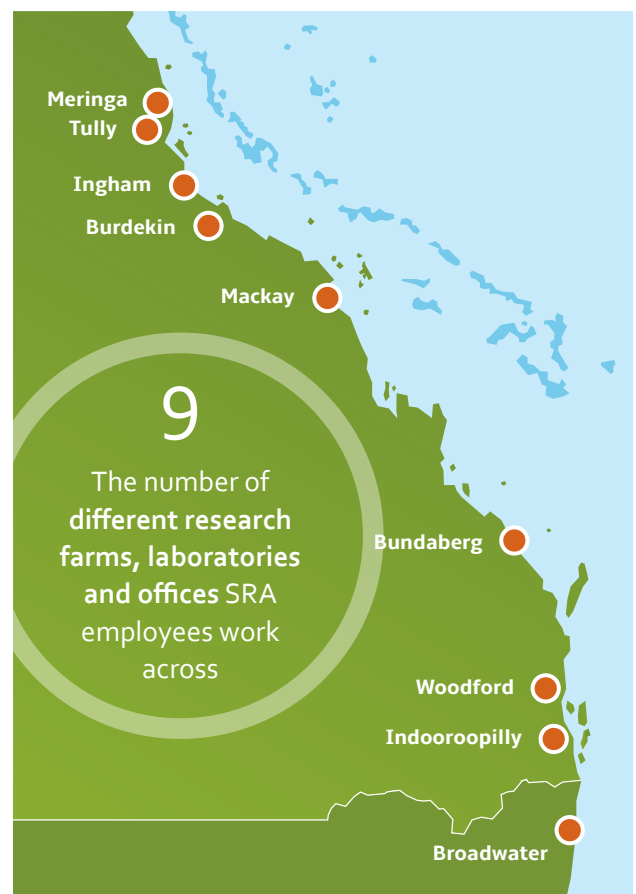 Meringa
Tully
Ingham
Burdekin
Mackay
9
The number of
different research
farms, laboratories
and offices SRA
employees work
across
Bundaberg
Woodford
Indooroopilly
Broadwater